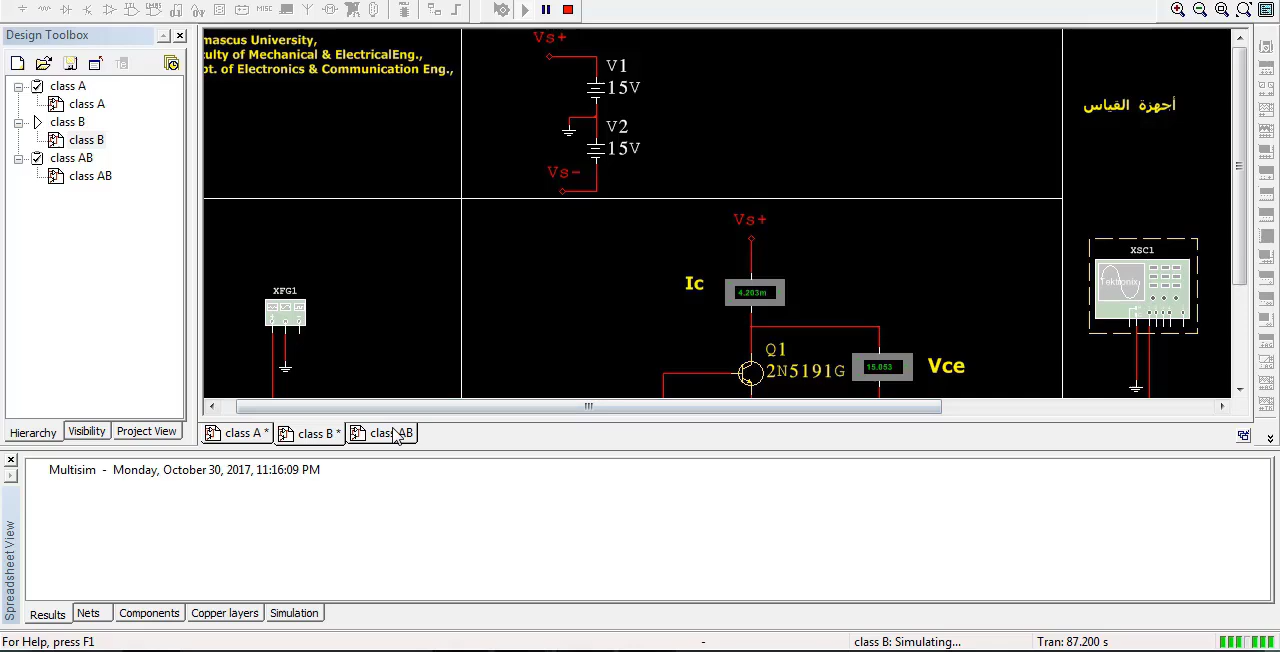 MISC
Design Toolbox
class A
class A
class B
class B
class AB
class AB
Hierarchy
Visibility
Project View
mascus University,
culty of Mechanical & ElectricalEng.,
pt. of Electronics & Communication Eng.,
Vs+
V1
15V
V2
15V
Vs-
أجهزة القياس
Vs+
XSC1
Tektronix
Ic
4.203m
XFG1
Q1
2N5191G
15.053
Vce
class A *
class B *
class AB
Multisim - Monday, October 30, 2017, 11:16:09 PM
Spreadsheet View
Results
Nets
Components
Copper layers
Simulation
For Help, press F1
-
class B: Simulating...
Tran: 87.200 s